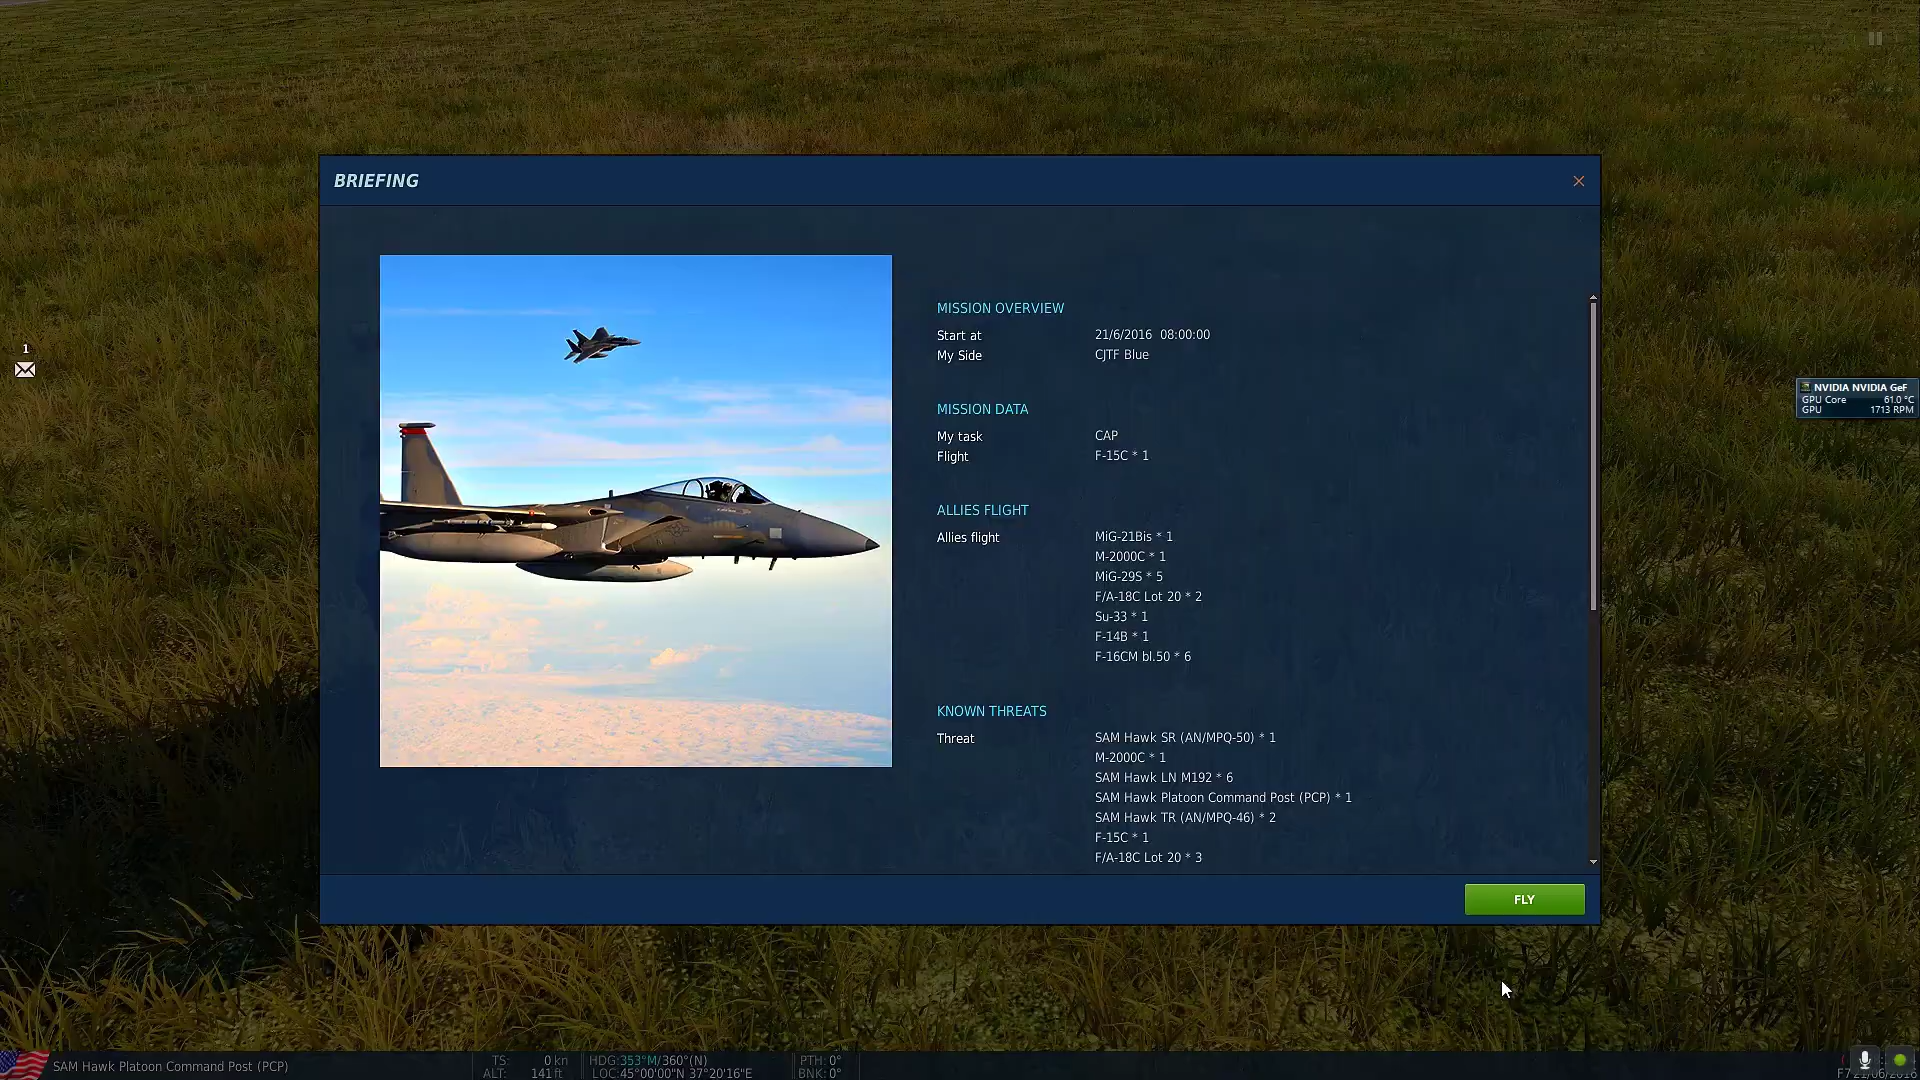 BRIEFING
MISSION OVERVIEW
Start at 21/6/2016 08:00:00
My Side CJTF Blue
MISSION DATA
My task CAP
Flight F-15C * 1
ALLIES FLIGHT
Allies flight MiG-21Bis * 1
M-2000C * 1
MiG-29S * 5
F/A-18C Lot 20 * 2
Su-33 * 1
F-14B * 1
F-16CM bl.50 * 6
KNOWN THREATS
Threat SAM Hawk SR (AN/MPQ-50) * 1
M-2000C * 1
SAM Hawk LN M192 * 6
SAM Hawk Platoon Command Post (PCP) * 1
SAM Hawk TR (AN/MPQ-46) * 2
F-15C * 1
F/A-18C Lot 20 * 3
FLY
1
NVIDIA NVIDIA GeF
GPU Core 61.0 °C
GPU 1713 RPM
SAM Hawk Platoon Command Post (PCP)
TS: 0 kn HDG:353°M/360°(N) PTH: 0°
ALT: 141 ft LOC:45°00'00"N 37°20'16"E BNK: 0°